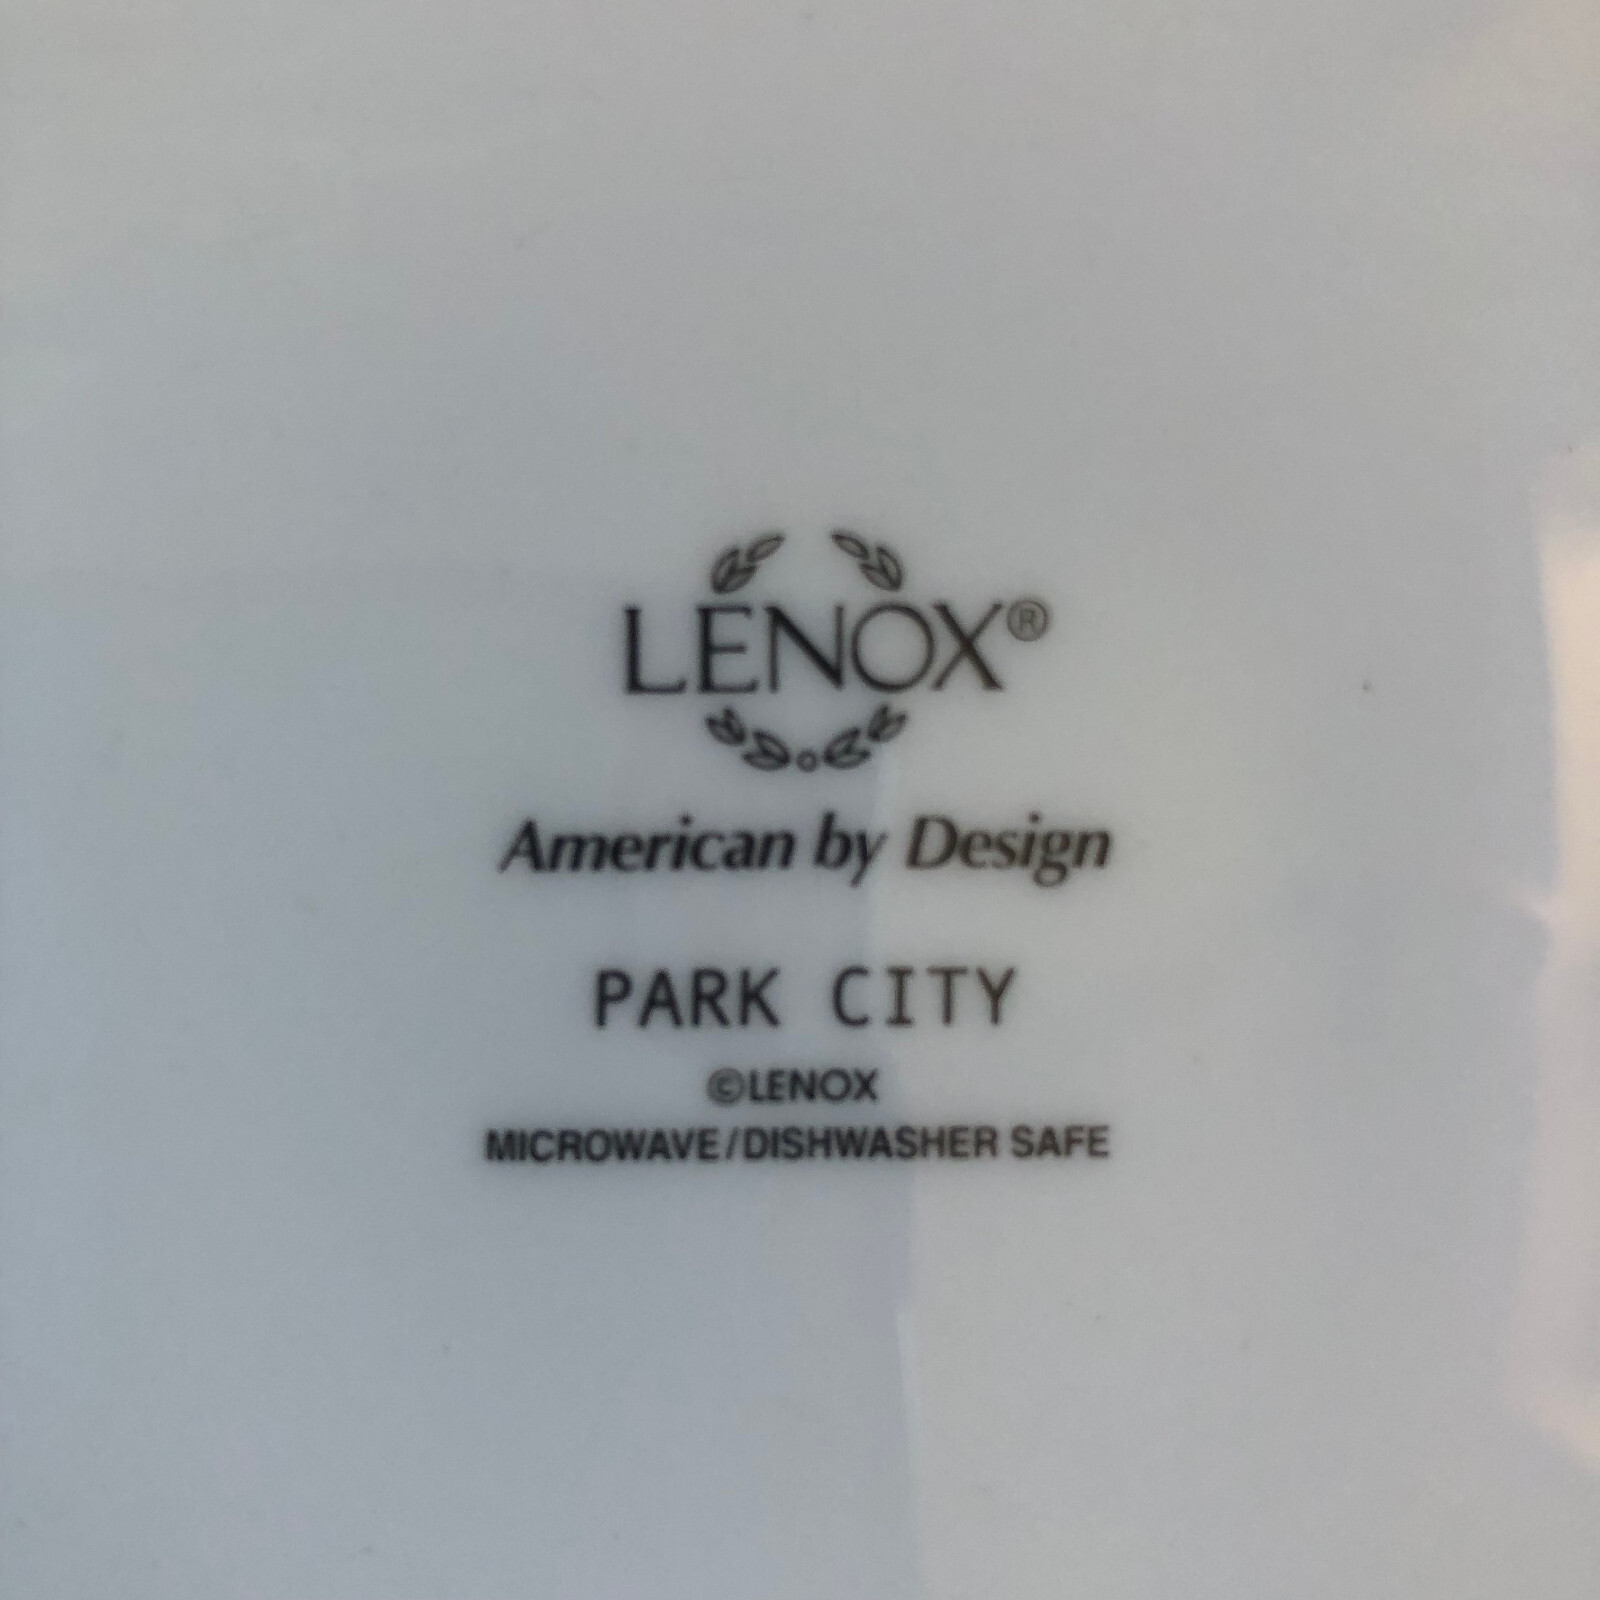 LENOX®
American by Design
PARK CITY
©LENOX
MICROWAVE/DISHWASHER SAFE